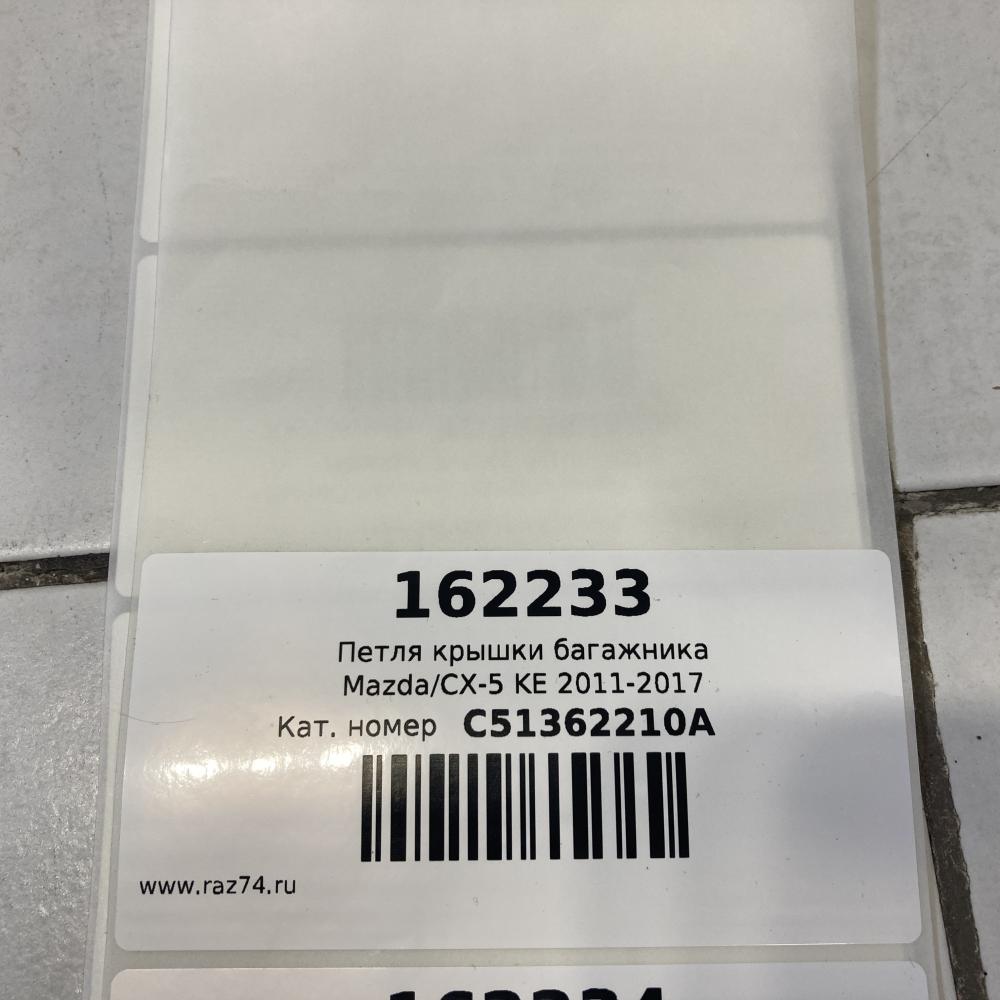 162233
Петля крышки багажника
Mazda/CX-5 KE 2011-2017
Кат. номер C51362210A
www.raz74.ru